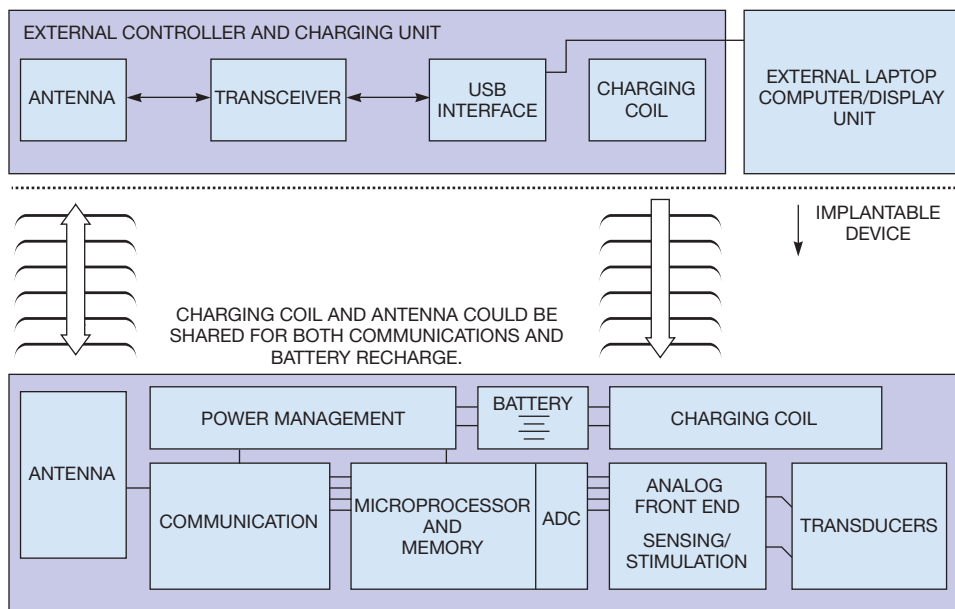 EXTERNAL CONTROLLER AND CHARGING UNIT
ANTENNA
TRANSCEIVER
USB
INTERFACE
CHARGING
COIL
EXTERNAL LAPTOP
COMPUTER/DISPLAY
UNIT
IMPLANTABLE
DEVICE
CHARGING COIL AND ANTENNA COULD BE
SHARED FOR BOTH COMMUNICATIONS AND
BATTERY RECHARGE.
ANTENNA
POWER MANAGEMENT
BATTERY
CHARGING COIL
COMMUNICATION
MICROPROCESSOR
AND
MEMORY
ADC
ANALOG
FRONT END
SENSING/
STIMULATION
TRANSDUCERS